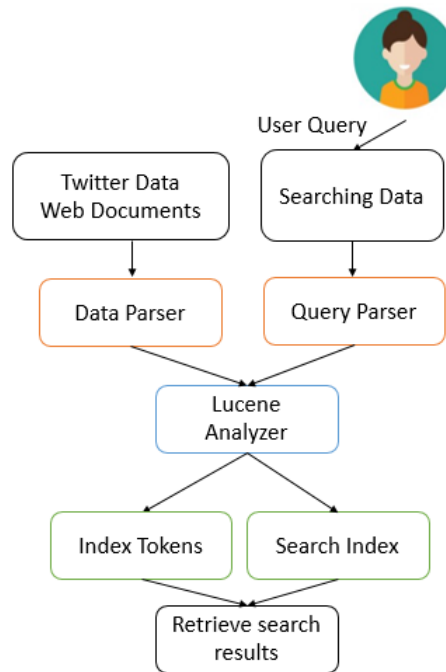 User Query
Twitter Data
Web Documents
Searching Data
Data Parser
Query Parser
Lucene
Analyzer
Index Tokens
Search Index
Retrieve search
results